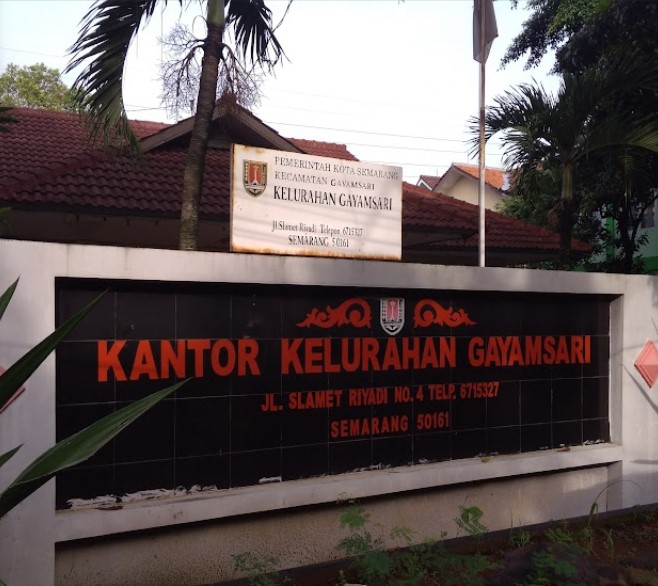 PEMERINTAH KOTA SEMARANG
KECAMATAN GAYAMSARI
KELURAHAN GAYAMSARI
Jl.Slamet Riyadi Telepon 6715327
SEMARANG 50161
KANTOR KELURAHAN GAYAMSARI
JL. SLAMET RIYADI NO. 4 TELP. 6715327
SEMARANG 50161